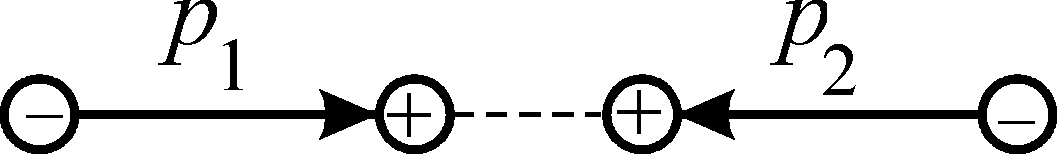 p₁ p₂
− + + −